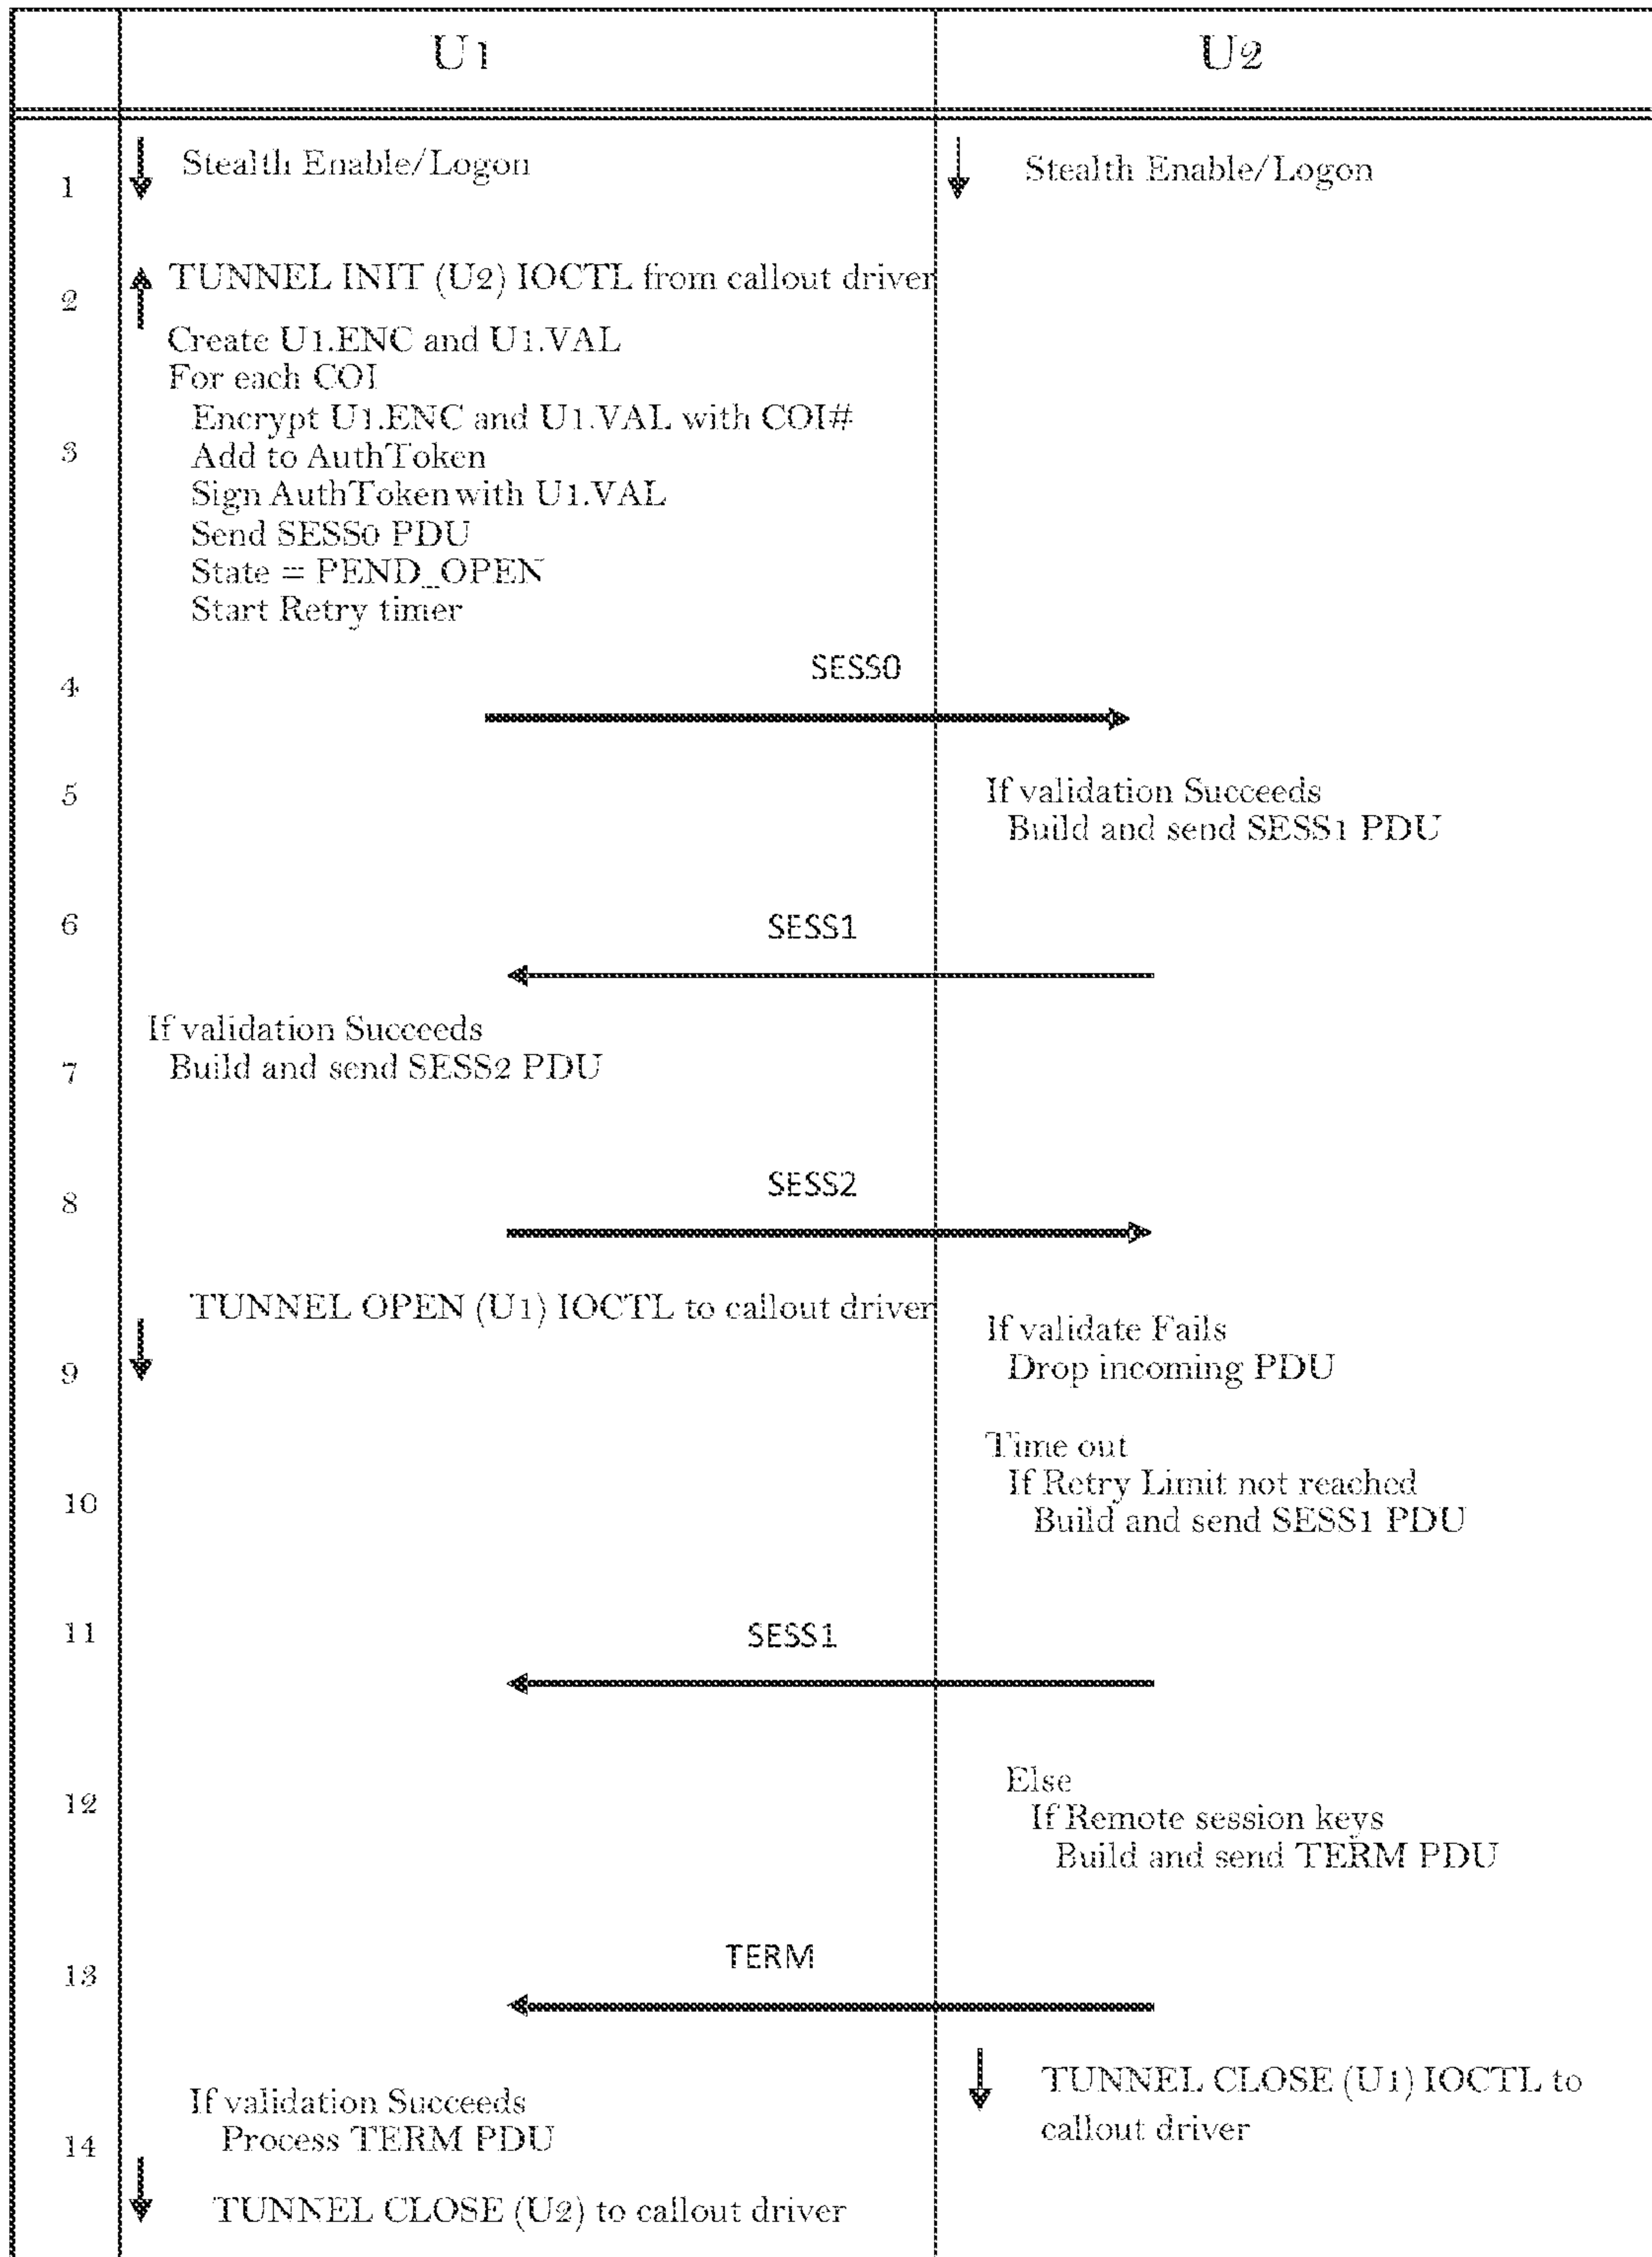 U1
U2
1
Stealth Enable/Logon
Stealth Enable/Logon
2
TUNNEL INIT (U2) IOCTL from callout driver
Create U1.ENC and U1.VAL
For each COI
Encrypt U1.ENC and U1.VAL with COI#
3
Add to AuthToken
Sign AuthToken with U1.VAL
Send SESS0 PDU
State = PEND_OPEN
Start Retry timer
4
SESS0
5
If validation Succeeds
Build and send SESS1 PDU
6
SESS1
If validation Succeeds
7
Build and send SESS2 PDU
8
SESS2
TUNNEL OPEN (U1) IOCTL to callout driver
If validate Fails
9
Drop incoming PDU
Time out
If Retry Limit not reached
10
Build and send SESS1 PDU
11
SESS1
Else
12
If Remote session keys
Build and send TERM PDU
13
TERM
TUNNEL CLOSE (U1) IOCTL to
callout driver
If validation Succeeds
14
Process TERM PDU
TUNNEL CLOSE (U2) to callout driver